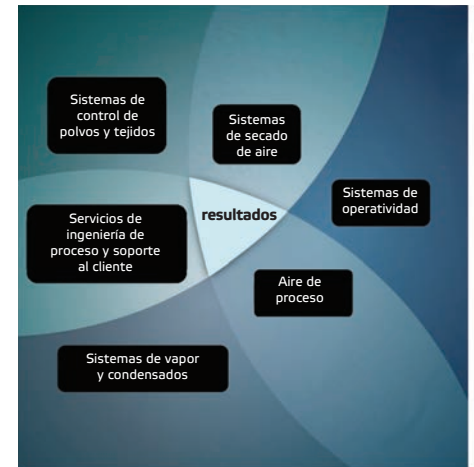 Sistemas de
control de
polvos y tejidos
Sistemas
de secado
de aire
Sistemas de
operatividad
resultados
Servicios de
ingeniería de
proceso y soporte
al cliente
Aire de
proceso
Sistemas de vapor
y condensados